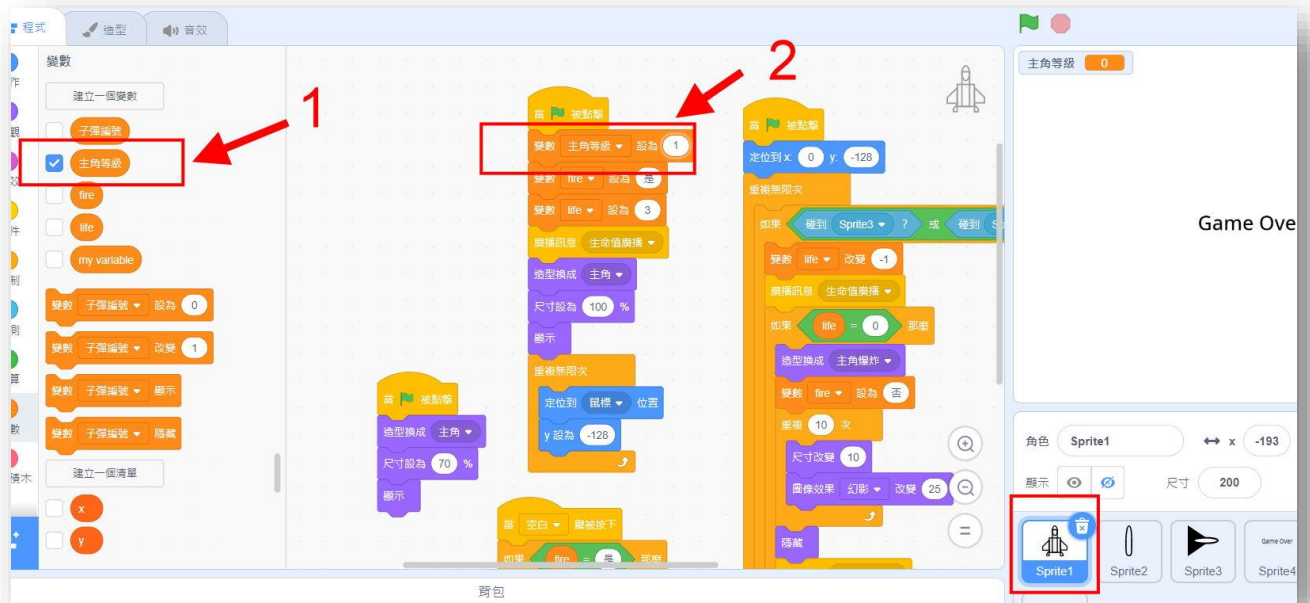 程式
造型
音效
變數
建立一個變數
子彈編號
主角等級
fire
life
my variable
變數 子彈編號 設為 0
變數 子彈編號 改變 1
變數 子彈編號 顯示
變數 子彈編號 隱藏
建立一個清單
x
y
1
2
當 被點擊
造型換成 主角
尺寸設為 70 %
顯示
當 被點擊
變數 主角等級 設為 1
變數 fire 設為 是
變數 life 設為 3
廣播訊息 生命值廣播
造型換成 主角
尺寸設為 100 %
顯示
重複無限次
定位到 鼠標 位置
y 設為 -128
當 空白 鍵被按下
如果 fire = 是 那麼
當 被點擊
定位到 x: 0 y: -128
重複無限次
如果 碰到 Sprite3 ? 或 碰到
變數 life 改變 -1
廣播訊息 生命值廣播
如果 life = 0 那麼
造型換成 主角爆炸
變數 fire 設為 否
重複 10 次
尺寸改變 10
圖像效果 幻影 改變 25
隱藏
背包
主角等級 0
Game Ove
角色 Sprite1 x -193
顯示 尺寸 200
Sprite1
Sprite2
Sprite3
Game Over
Sprite4